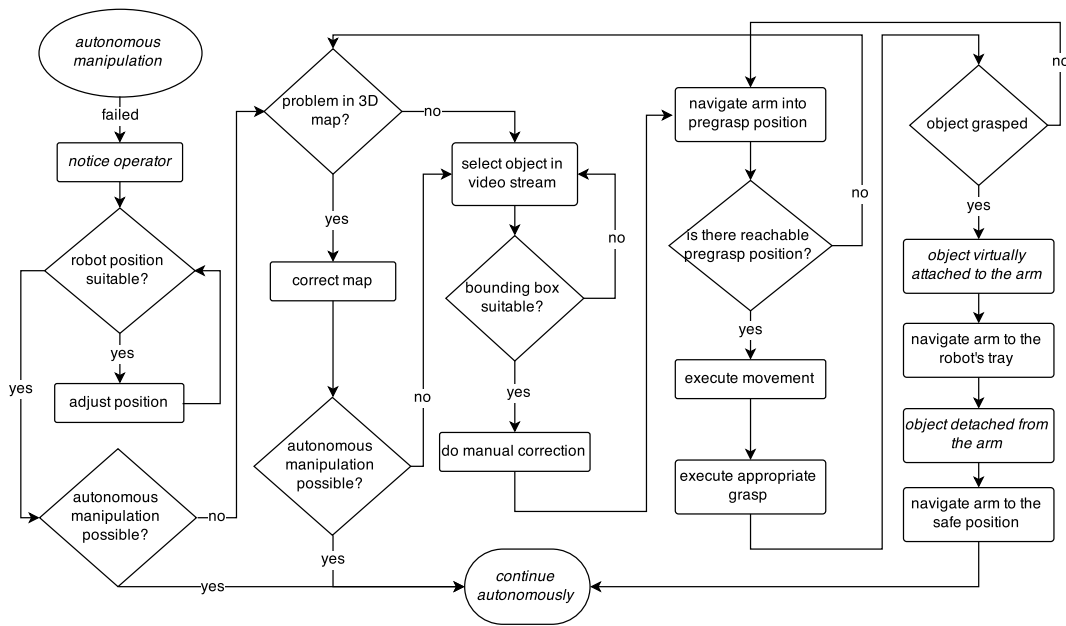 autonomous
manipulation
failed
notice operator
robot position
suitable?
yes
adjust position
yes
autonomous
manipulation
possible?
no
yes
problem in 3D
map?
no
yes
correct map
autonomous
manipulation
possible?
no
yes
select object in
video stream
bounding box
suitable?
no
yes
do manual correction
continue
autonomously
navigate arm into
pregrasp position
is there reachable
pregrasp position?
no
yes
execute movement
execute appropriate
grasp
object grasped
no
yes
object virtually
attached to the arm
navigate arm to the
robot's tray
object detached from
the arm
navigate arm to the
safe position